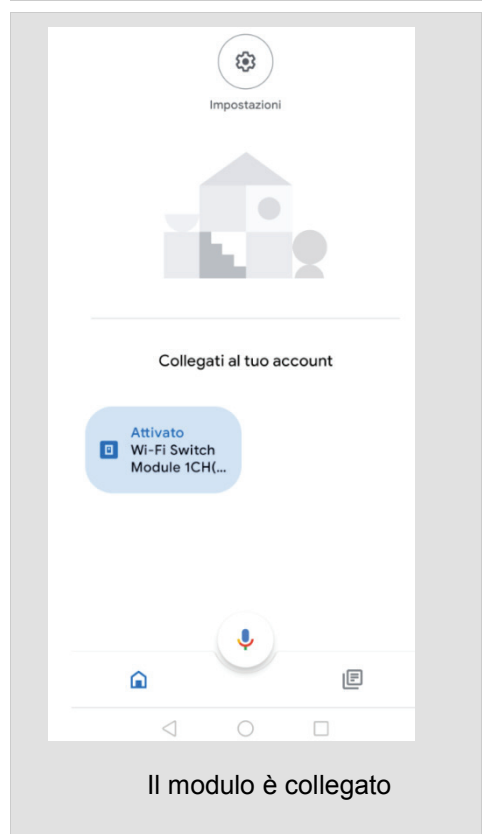 Impostazioni
Collegati al tuo account
Attivato
Wi-Fi Switch
Module 1CH(...
Il modulo è collegato